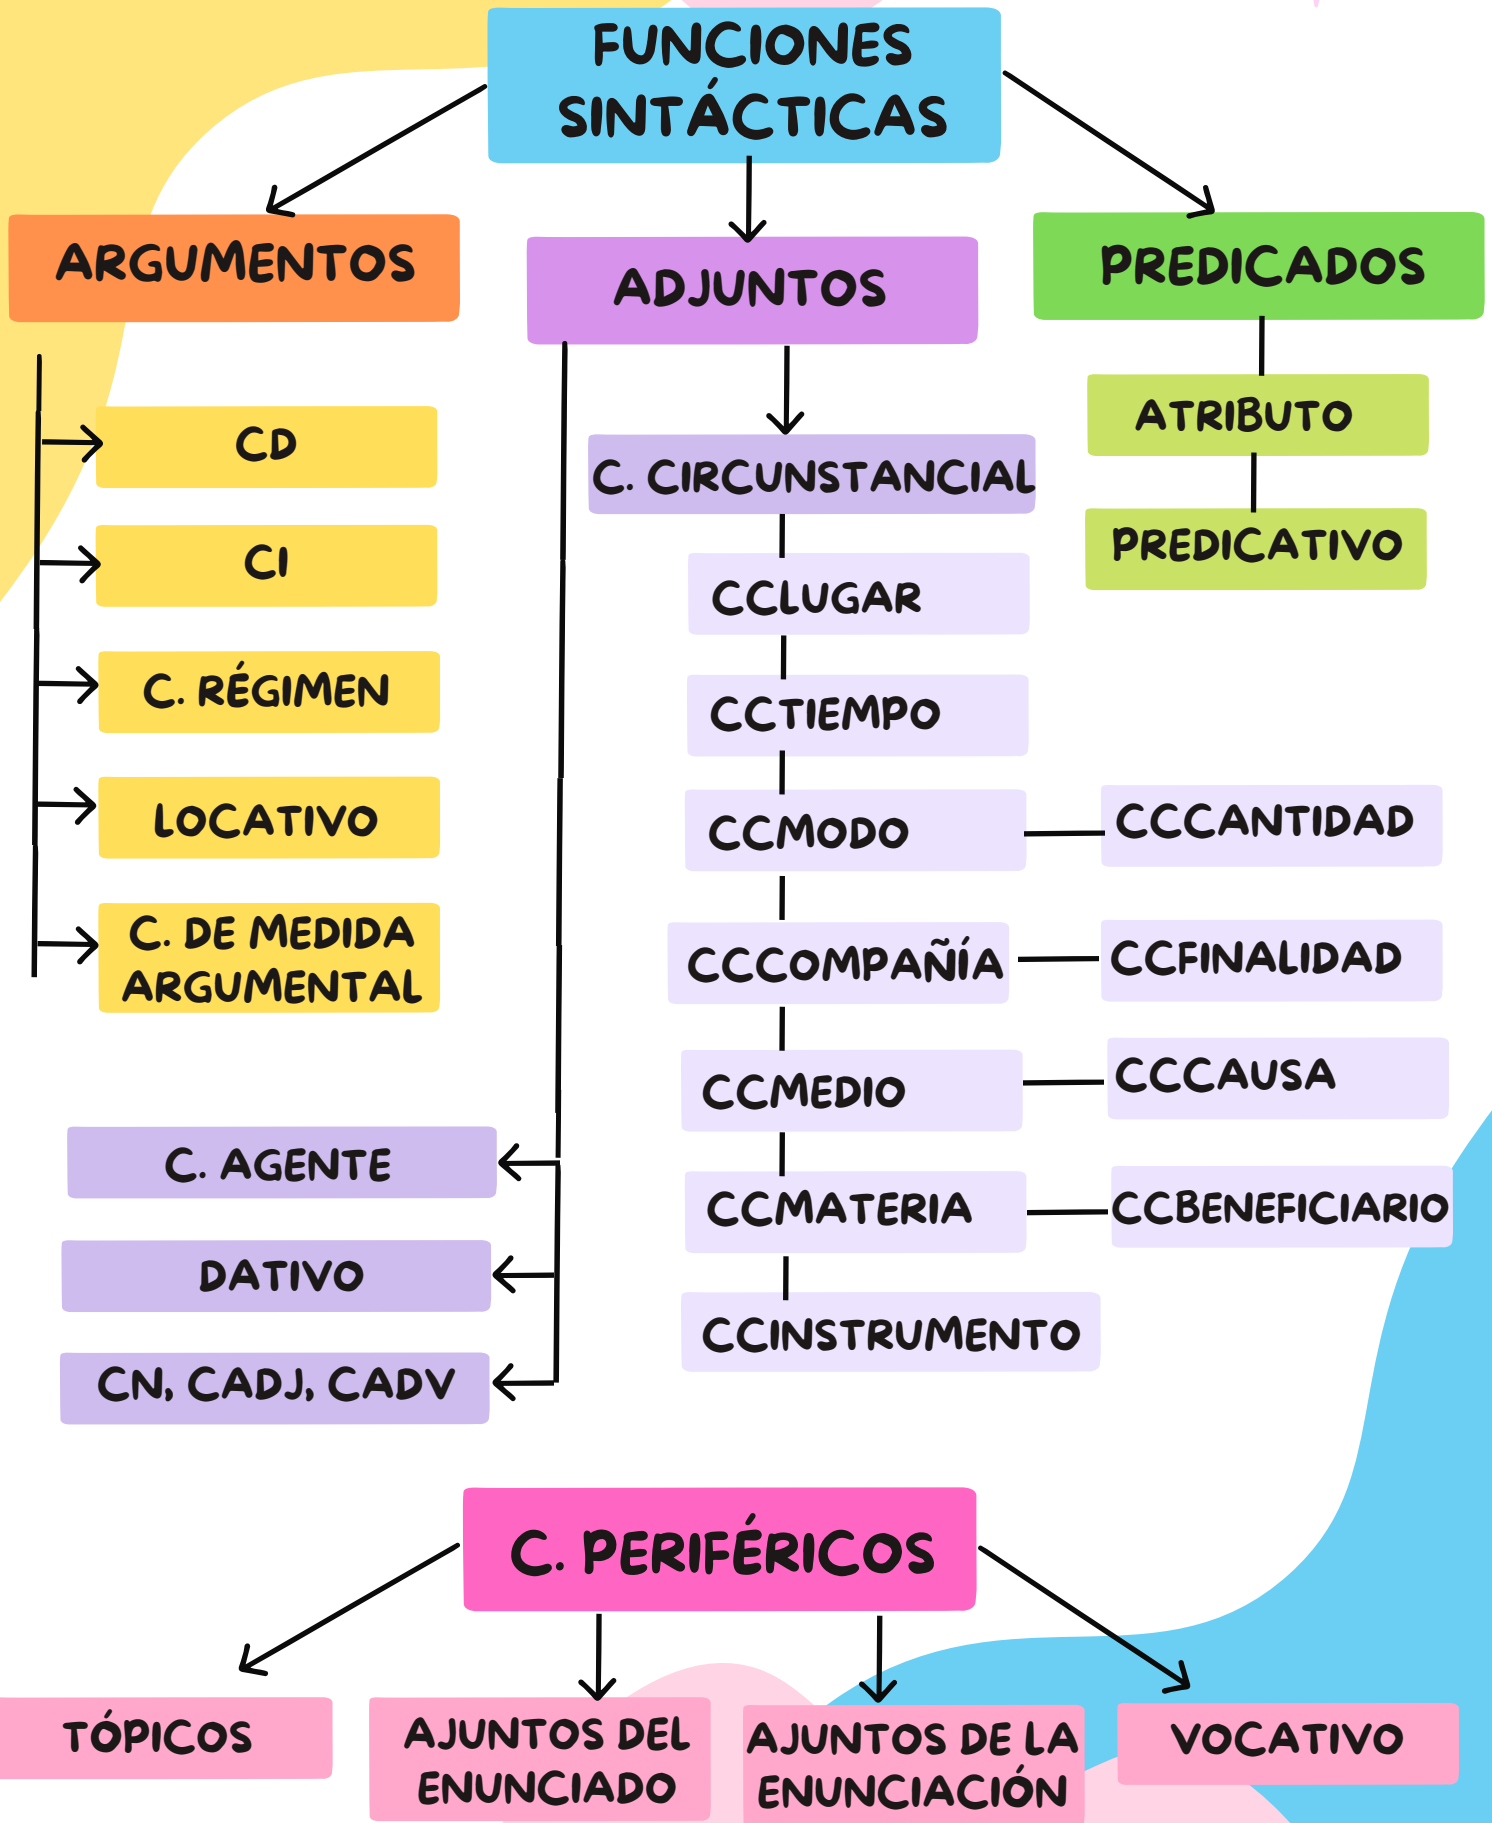 FUNCIONES
SINTÁCTICAS
ARGUMENTOS
ADJUNTOS
PREDICADOS
CD
CI
C. RÉGIMEN
LOCATIVO
C. DE MEDIDA
ARGUMENTAL
C. CIRCUNSTANCIAL
CCLUGAR
CCTIEMPO
CCMODO
CCCANTIDAD
CCCOMPAÑÍA
CCFINALIDAD
CCMEDIO
CCCAUSA
CCMATERIA
CCBENEFICIARIO
CCINSTRUMENTO
ATRIBUTO
PREDICATIVO
C. AGENTE
DATIVO
CN, CADJ, CADV
C. PERIFÉRICOS
TÓPICOS
AJUNTOS DEL
ENUNCIADO
AJUNTOS DE LA
ENUNCIACIÓN
VOCATIVO